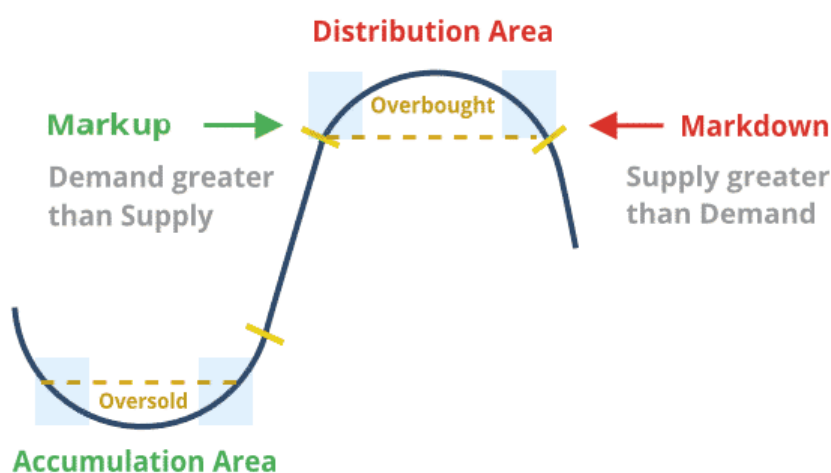 Distribution Area
Overbought
Markup
Markdown
Demand greater
than Supply
Supply greater
than Demand
Oversold
Accumulation Area